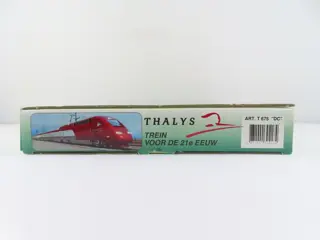 THALYS
TREIN
VOOR DE 21e EEUW
ART. T 675 "DC"